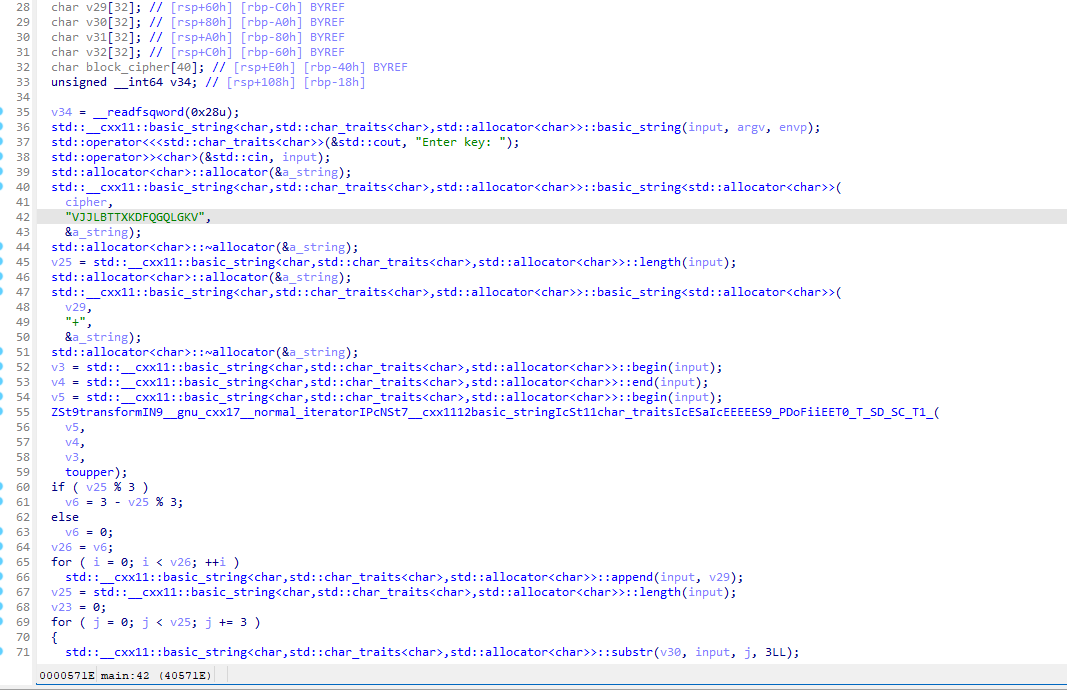 28 char v29[32]; // [rsp+60h] [rbp-C0h] BYREF
29 char v30[32]; // [rsp+80h] [rbp-A0h] BYREF
30 char v31[32]; // [rsp+A0h] [rbp-80h] BYREF
31 char v32[32]; // [rsp+C0h] [rbp-60h] BYREF
32 char block_cipher[40]; // [rsp+E0h] [rbp-40h] BYREF
33 unsigned __int64 v34; // [rsp+108h] [rbp-18h]
34
35 v34 = __readfsqword(0x28u);
36 std::__cxx11::basic_string<char,std::char_traits<char>,std::allocator<char>>::basic_string(input, argv, envp);
37 std::operator<<<std::char_traits<char>>(&std::cout, "Enter key: ");
38 std::operator>><char>(&std::cin, input);
39 std::allocator<char>::allocator(&a_string);
40 std::__cxx11::basic_string<char,std::char_traits<char>,std::allocator<char>>::basic_string<std::allocator<char>>(
41 cipher,
42 "VJJLBTTXKDFQGQLGKV",
43 &a_string);
44 std::allocator<char>::~allocator(&a_string);
45 v25 = std::__cxx11::basic_string<char,std::char_traits<char>,std::allocator<char>>::length(input);
46 std::allocator<char>::allocator(&a_string);
47 std::__cxx11::basic_string<char,std::char_traits<char>,std::allocator<char>>::basic_string<std::allocator<char>>(
48 v29,
49 "+",
50 &a_string);
51 std::allocator<char>::~allocator(&a_string);
52 v3 = std::__cxx11::basic_string<char,std::char_traits<char>,std::allocator<char>>::begin(input);
53 v4 = std::__cxx11::basic_string<char,std::char_traits<char>,std::allocator<char>>::end(input);
54 v5 = std::__cxx11::basic_string<char,std::char_traits<char>,std::allocator<char>>::begin(input);
55 ZSt9transformIN9__gnu_cxx17__normal_iteratorIPcNSt7__cxx1112basic_stringIcSt11char_traitsIcESaIcEEEEES9_PDoFiiEET0_T_SD_SC_T1_(
56 v5,
57 v4,
58 v3,
59 toupper);
60 if ( v25 % 3 )
61 v6 = 3 - v25 % 3;
62 else
63 v6 = 0;
64 v26 = v6;
65 for ( i = 0; i < v26; ++i )
66 std::__cxx11::basic_string<char,std::char_traits<char>,std::allocator<char>>::append(input, v29);
67 v25 = std::__cxx11::basic_string<char,std::char_traits<char>,std::allocator<char>>::length(input);
68 v23 = 0;
69 for ( j = 0; j < v25; j += 3 )
70 {
71 std::__cxx11::basic_string<char,std::char_traits<char>,std::allocator<char>>::substr(v30, input, j, 3LL);
0000571E main:42 (40571E)